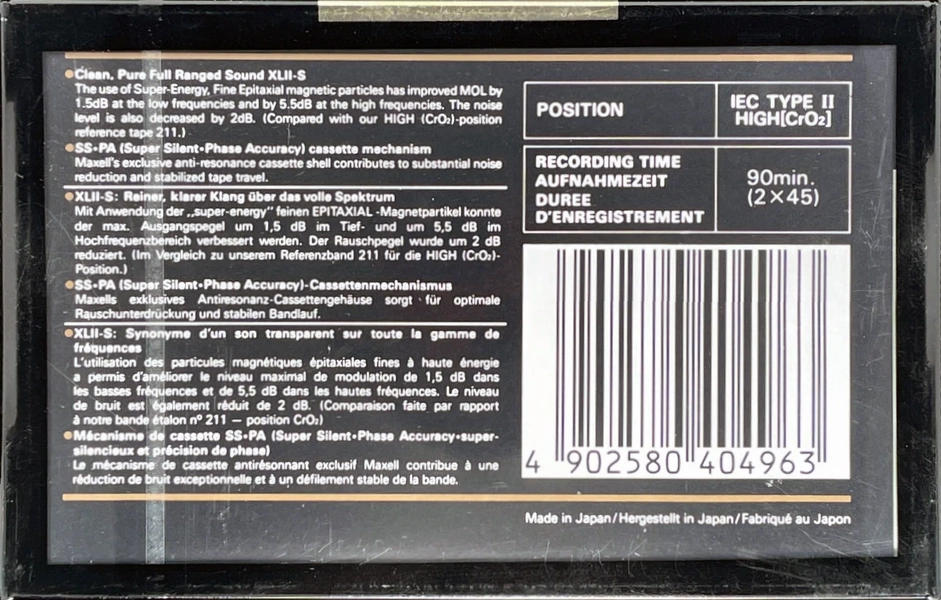 ●Clean, Pure Full Ranged Sound XLII-S
The use of Super-Energy, Fine Epitaxial magnetic particles has improved MOL by
1.5dB at the low frequencies and by 5.5dB at the high frequencies. The noise
level is also decreased by 2dB. (Compared with our HIGH (CrO₂)-position
reference tape 211.)
●SS•PA (Super Silent•Phase Accuracy) cassette mechanism
Maxell's exclusive anti-resonance cassette shell contributes to substantial noise
reduction and stabilized tape travel.
●XLII-S: Reiner, klarer Klang über das volle Spektrum
Mit Anwendung der „super-energy" feinen EPITAXIAL -Magnetpartikel konnte
der max. Ausgangspegel um 1,5 dB im Tief- und um 5,5 dB im
Hochfrequenzbereich verbessert werden. Der Rauschpegel wurde um 2 dB
reduziert. (Im Vergleich zu unserem Referenzband 211 für die HIGH (CrO₂)-
Position.)
●SS•PA (Super Silent•Phase Accuracy)-Cassettenmechanismus
Maxells exklusives Antiresonanz-Cassettengehäuse sorgt für optimale
Rauschunterdrückung und stabilen Bandlauf.
●XLII-S: Synonyme d'un son transparent sur toute la gamme de
fréquences
L'utilisation des particules magnétiques épitaxiales fines à haute énergie
a permis d'améliorer le niveau maximal de modulation de 1,5 dB dans
les basses fréquences et de 5,5 dB dans les hautes fréquences. Le niveau
de bruit est également réduit de 2 dB. (Comparaison faite par rapport
à notre bande étalon n° 211 — position CrO₂)
●Mécanisme de cassette SS•PA (Super Silent•Phase Accuracy•super-
silencieux et précision de phase)
Le mécanisme de cassette antirésonnant exclusif Maxell contribue à une
réduction de bruit exceptionnelle et à un défilement stable de la bande.
POSITION
IEC TYPE II
HIGH[CrO₂]
RECORDING TIME
AUFNAHMEZEIT
DUREE
D'ENREGISTREMENT
90min.
(2×45)
4 902580 404963
Made in Japan/Hergestellt in Japan/Fabriqué au Japon